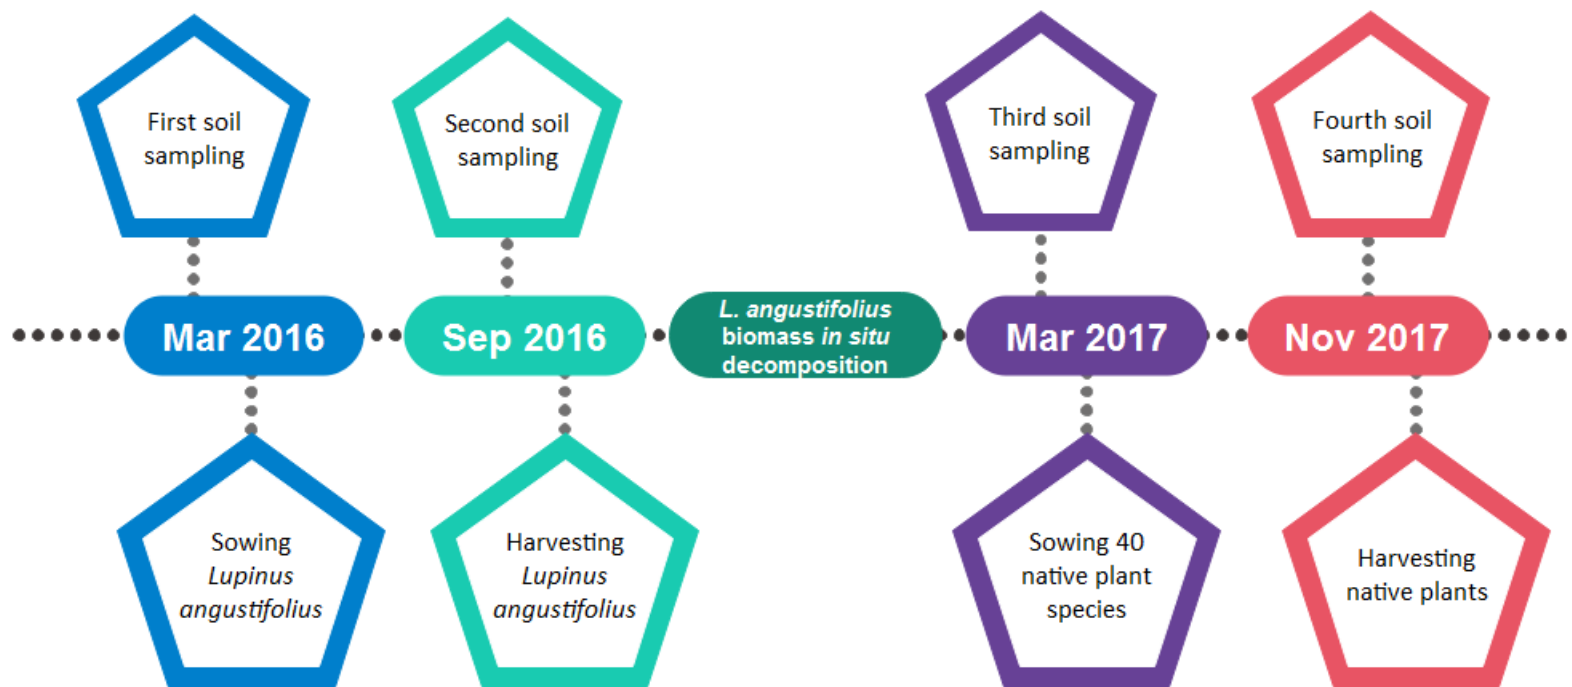 First soil
sampling
Second soil
sampling
Third soil
sampling
Fourth soil
sampling
Mar 2016
Sep 2016
L. angustifolius
biomass in situ
decomposition
Mar 2017
Nov 2017
Sowing
Lupinus
angustifolius
Harvesting
Lupinus
angustifolius
Sowing 40
native plant
species
Harvesting
native plants